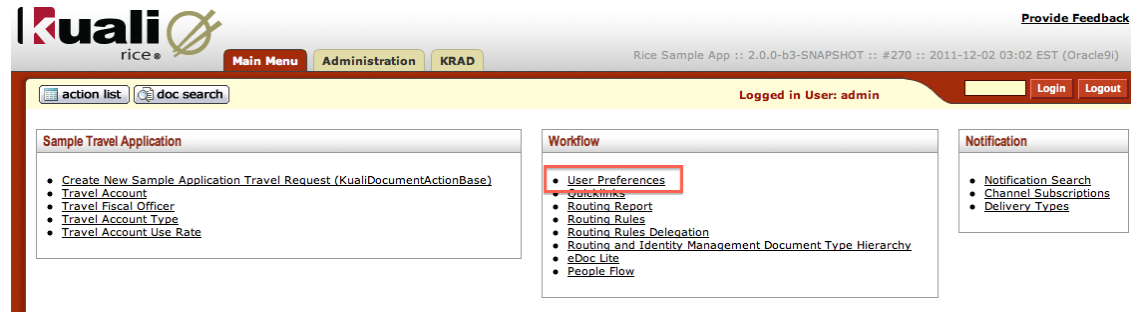 Provide Feedback
kuali
rice®
Main Menu Administration KRAD
Rice Sample App :: 2.0.0-b3-SNAPSHOT :: #270 :: 2011-12-02 03:02 EST (Oracle9i)
action list doc search
Logged in User: admin
Login Logout
Sample Travel Application
Create New Sample Application Travel Request (KualiDocumentActionBase)
Travel Account
Travel Fiscal Officer
Travel Account Type
Travel Account Use Rate
Workflow
User Preferences
Quicklinks
Routing Report
Routing Rules
Routing Rules Delegation
Routing and Identity Management Document Type Hierarchy
eDoc Lite
People Flow
Notification
Notification Search
Channel Subscriptions
Delivery Types